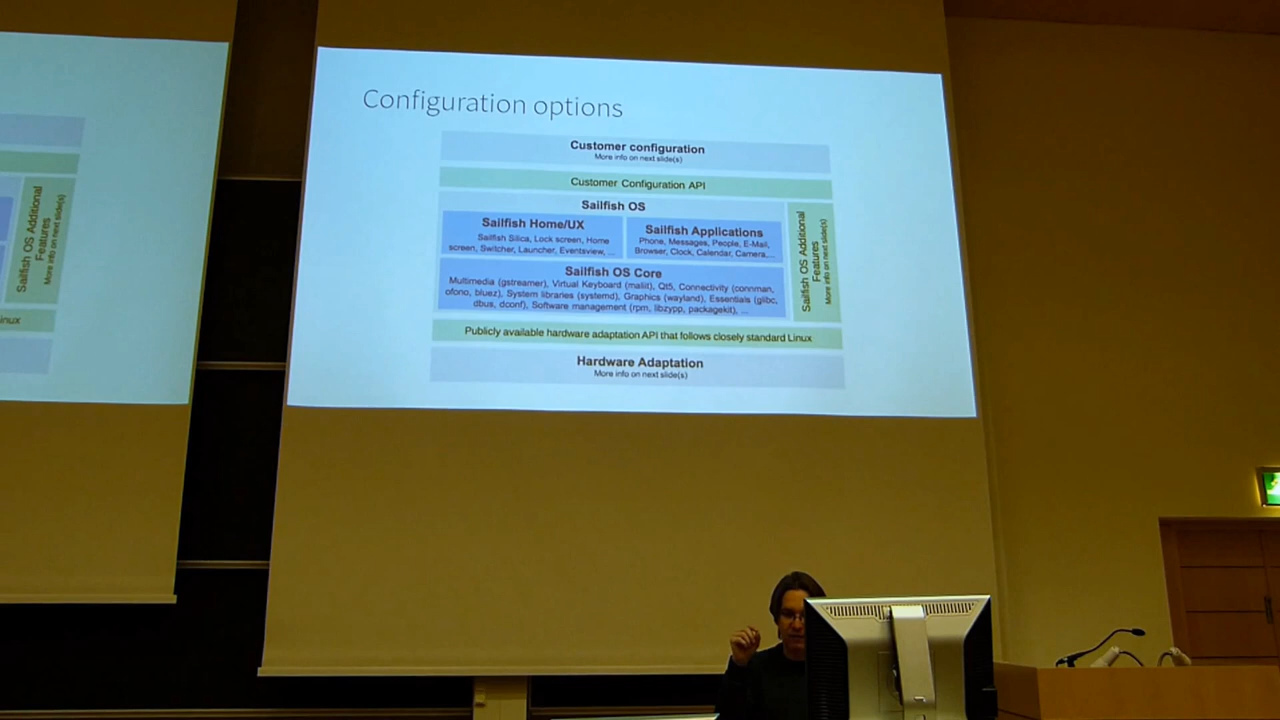 Configuration options
Customer configuration
More info on next slide(s)
Customer Configuration API
Sailfish OS
Sailfish Home/UX
Sailfish Silica, Lock screen, Home
screen, Switcher, Launcher, Eventsview, ...
Sailfish Applications
Phone, Messages, People, E-Mail,
Browser, Clock, Calendar, Camera,...
Sailfish OS Core
Multimedia (gstreamer), Virtual Keyboard (maliit), Qt5, Connectivity (connman,
ofono, bluez), System libraries (systemd), Graphics (wayland), Essentials (glibc,
dbus, dconf), Software management (rpm, libzypp, packagekit), ...
Sailfish OS Additional
Features
More info on next slide(s)
Publicly available hardware adaptation API that follows closely standard Linux
Hardware Adaptation
More info on next slide(s)
Sailfish OS Additional
Features
More info on next slide(s)
inux